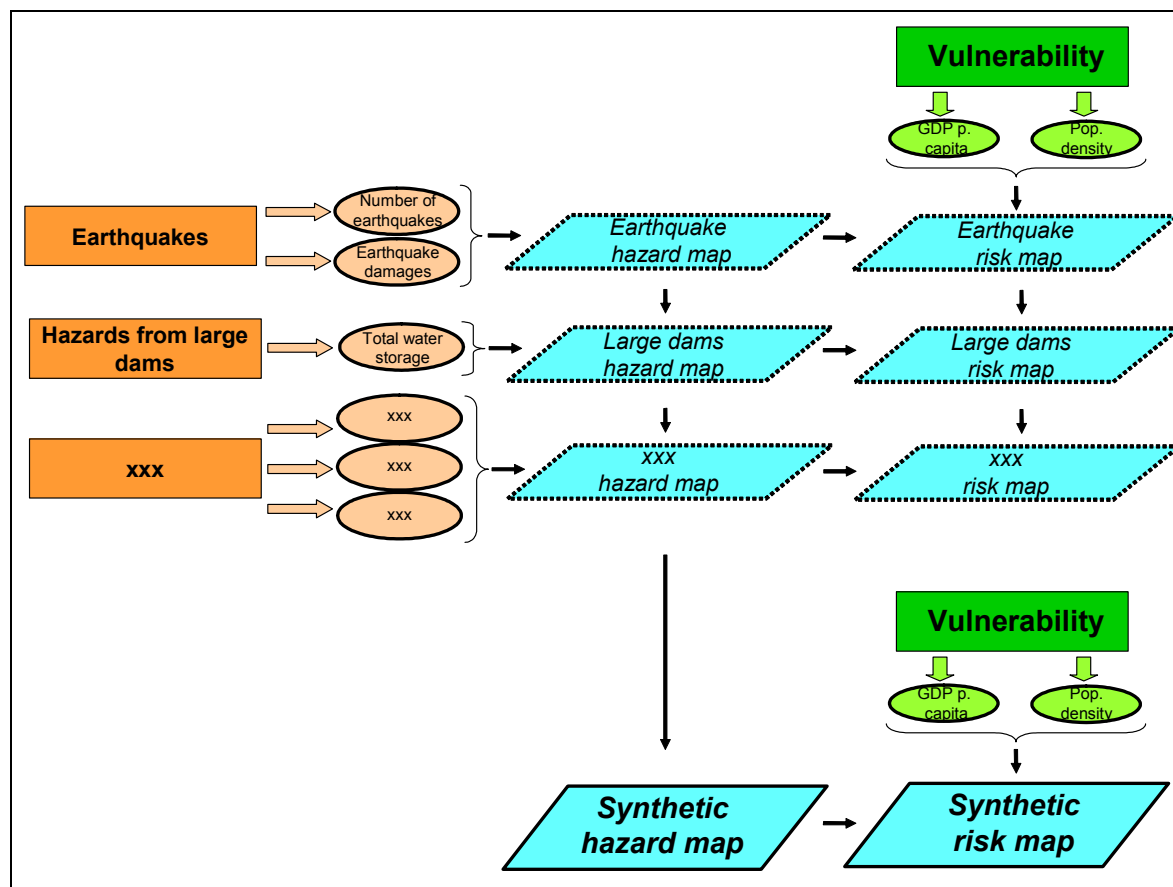 Vulnerability
GDP p.
capita
Pop.
density
Earthquakes
Number of
earthquakes
Earthquake
damages
Earthquake
hazard map
Earthquake
risk map
Hazards from large
dams
Total water
storage
Large dams
hazard map
Large dams
risk map
xxx
xxx
xxx
xxx
xxx
hazard map
xxx
risk map
Vulnerability
GDP p.
capita
Pop.
density
Synthetic
hazard map
Synthetic
risk map